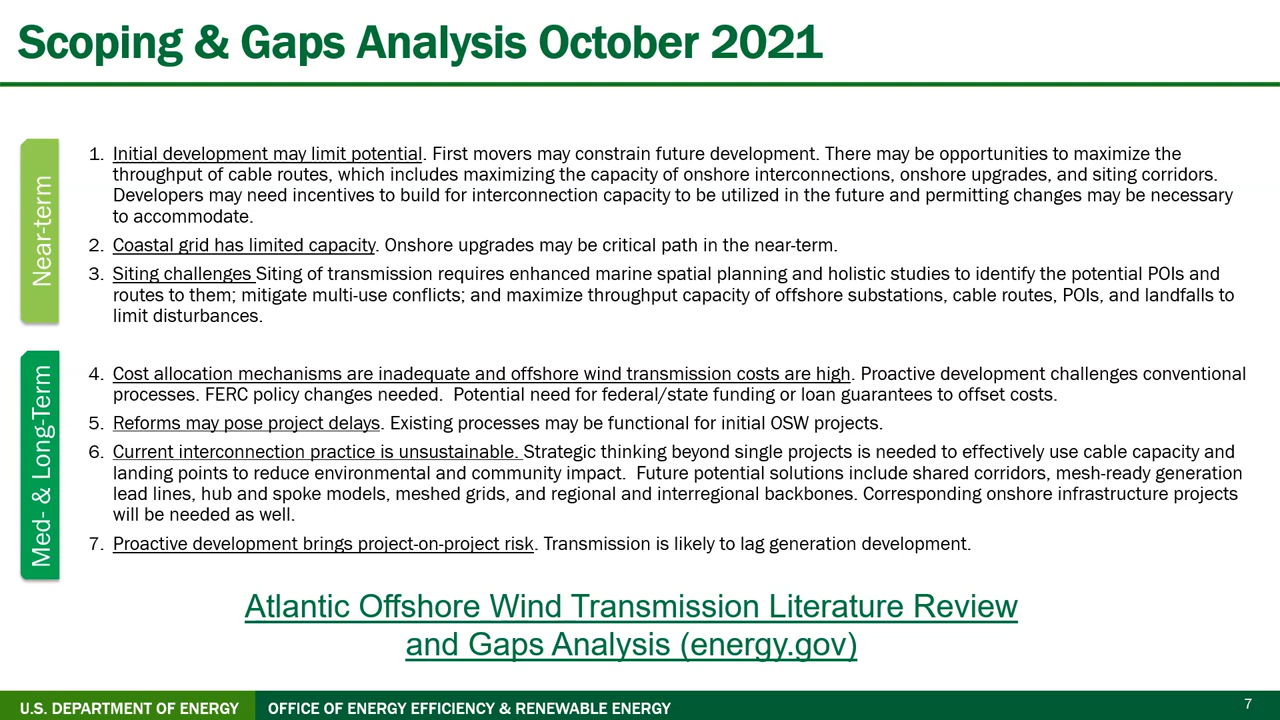 Scoping & Gaps Analysis October 2021
Near-term
1. Initial development may limit potential. First movers may constrain future development. There may be opportunities to maximize the
throughput of cable routes, which includes maximizing the capacity of onshore interconnections, onshore upgrades, and siting corridors.
Developers may need incentives to build for interconnection capacity to be utilized in the future and permitting changes may be necessary
to accommodate.
2. Coastal grid has limited capacity. Onshore upgrades may be critical path in the near-term.
3. Siting challenges Siting of transmission requires enhanced marine spatial planning and holistic studies to identify the potential POIs and
routes to them; mitigate multi-use conflicts; and maximize throughput capacity of offshore substations, cable routes, POIs, and landfalls to
limit disturbances.
Med- & Long-Term
4. Cost allocation mechanisms are inadequate and offshore wind transmission costs are high. Proactive development challenges conventional
processes. FERC policy changes needed.  Potential need for federal/state funding or loan guarantees to offset costs.
5. Reforms may pose project delays. Existing processes may be functional for initial OSW projects.
6. Current interconnection practice is unsustainable. Strategic thinking beyond single projects is needed to effectively use cable capacity and
landing points to reduce environmental and community impact.  Future potential solutions include shared corridors, mesh-ready generation
lead lines, hub and spoke models, meshed grids, and regional and interregional backbones. Corresponding onshore infrastructure projects
will be needed as well.
7. Proactive development brings project-on-project risk. Transmission is likely to lag generation development.
Atlantic Offshore Wind Transmission Literature Review
and Gaps Analysis (energy.gov)
U.S. DEPARTMENT OF ENERGY OFFICE OF ENERGY EFFICIENCY & RENEWABLE ENERGY 7